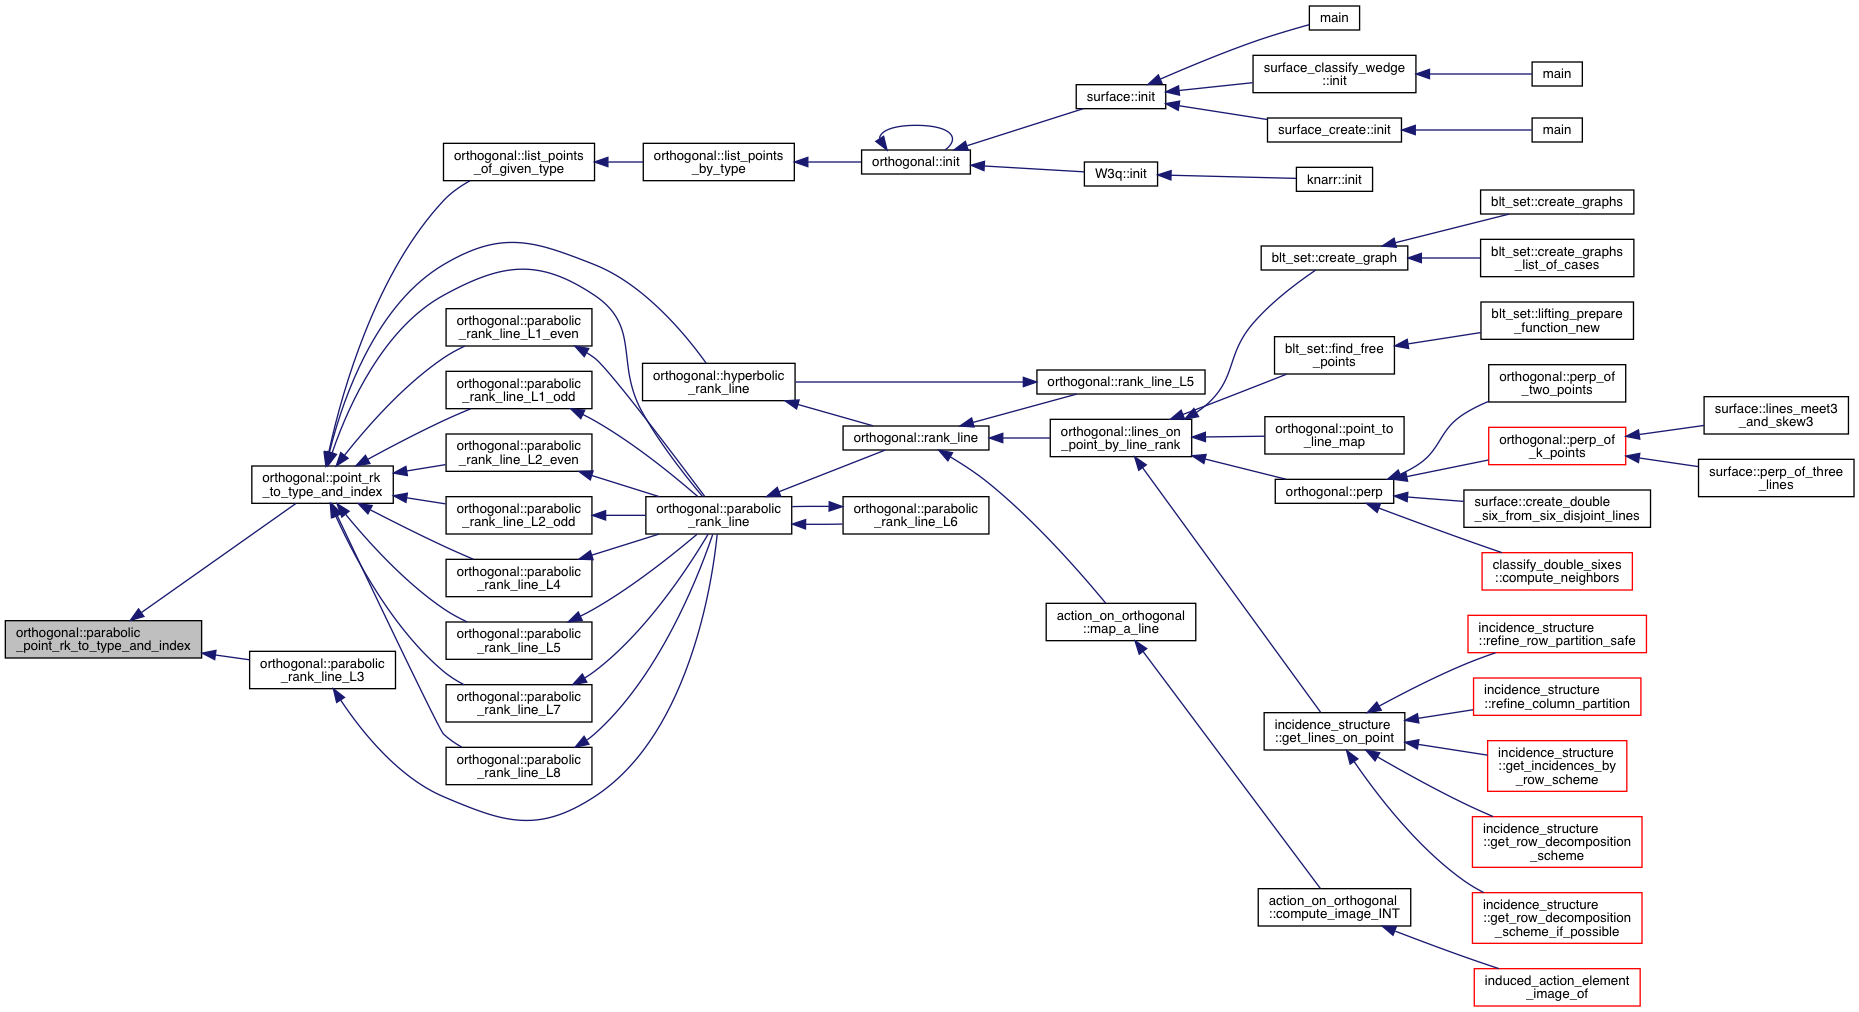 orthogonal::parabolic
_point_rk_to_type_and_index
orthogonal::point_rk
_to_type_and_index
orthogonal::parabolic
_rank_line_L3
orthogonal::list_points
_of_given_type
orthogonal::parabolic
_rank_line_L1_even
orthogonal::parabolic
_rank_line_L1_odd
orthogonal::parabolic
_rank_line_L2_even
orthogonal::parabolic
_rank_line_L2_odd
orthogonal::parabolic
_rank_line_L4
orthogonal::parabolic
_rank_line_L5
orthogonal::parabolic
_rank_line_L7
orthogonal::parabolic
_rank_line_L8
orthogonal::list_points
_by_type
orthogonal::hyperbolic
_rank_line
orthogonal::parabolic
_rank_line
orthogonal::init
orthogonal::rank_line
orthogonal::parabolic
_rank_line_L6
surface::init
W3q::init
orthogonal::rank_line_L5
orthogonal::lines_on
_point_by_line_rank
action_on_orthogonal
::map_a_line
main
surface_classify_wedge
::init
surface_create::init
knarr::init
blt_set::create_graph
blt_set::find_free
_points
orthogonal::point_to
_line_map
orthogonal::perp
incidence_structure
::get_lines_on_point
action_on_orthogonal
::compute_image_INT
main
main
blt_set::create_graphs
blt_set::create_graphs
_list_of_cases
blt_set::lifting_prepare
_function_new
orthogonal::perp_of
_two_points
orthogonal::perp_of
_k_points
surface::create_double
_six_from_six_disjoint_lines
classify_double_sixes
::compute_neighbors
incidence_structure
::refine_row_partition_safe
incidence_structure
::refine_column_partition
incidence_structure
::get_incidences_by
_row_scheme
incidence_structure
::get_row_decomposition
_scheme
incidence_structure
::get_row_decomposition
_scheme_if_possible
induced_action_element
_image_of
surface::lines_meet3
_and_skew3
surface::perp_of_three
_lines